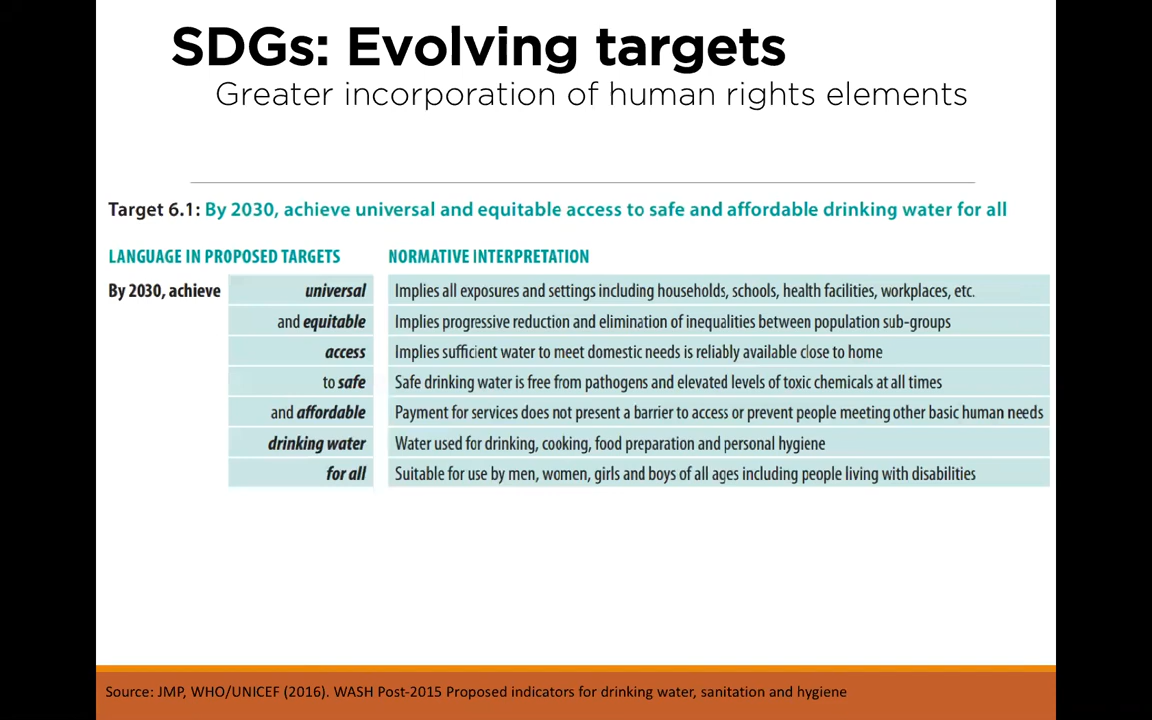 SDGs: Evolving targets
Greater incorporation of human rights elements
Target 6.1: By 2030, achieve universal and equitable access to safe and affordable drinking water for all
LANGUAGE IN PROPOSED TARGETS NORMATIVE INTERPRETATION
By 2030, achieve universal Implies all exposures and settings including households, schools, health facilities, workplaces, etc.
and equitable Implies progressive reduction and elimination of inequalities between population sub-groups
access Implies sufficient water to meet domestic needs is reliably available close to home
to safe Safe drinking water is free from pathogens and elevated levels of toxic chemicals at all times
and affordable Payment for services does not present a barrier to access or prevent people meeting other basic human needs
drinking water Water used for drinking, cooking, food preparation and personal hygiene
for all Suitable for use by men, women, girls and boys of all ages including people living with disabilities
Source: JMP, WHO/UNICEF (2016). WASH Post-2015 Proposed indicators for drinking water, sanitation and hygiene